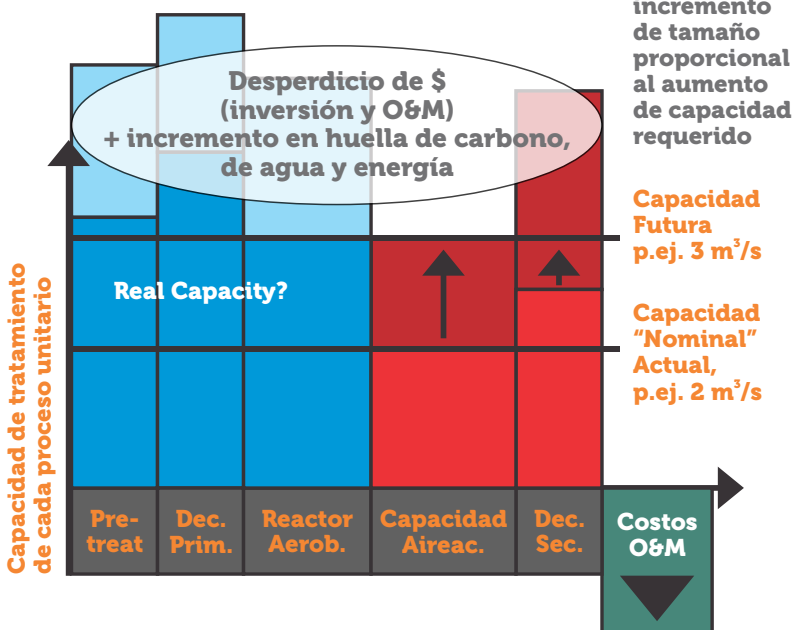 incremento
de tamaño
proporcional
al aumento
de capacidad
requerido
Desperdicio de $
(inversión y O&M)
+ incremento en huella de carbono,
de agua y energía
Capacidad
Futura
p.ej. 3 m³/s
Real Capacity?
Capacidad
“Nominal”
Actual,
p.ej. 2 m³/s
Capacidad de tratamiento
de cada proceso unitario
Pre-
treat
Dec.
Prim.
Reactor
Aerob.
Capacidad
Aireac.
Dec.
Sec.
Costos
O&M